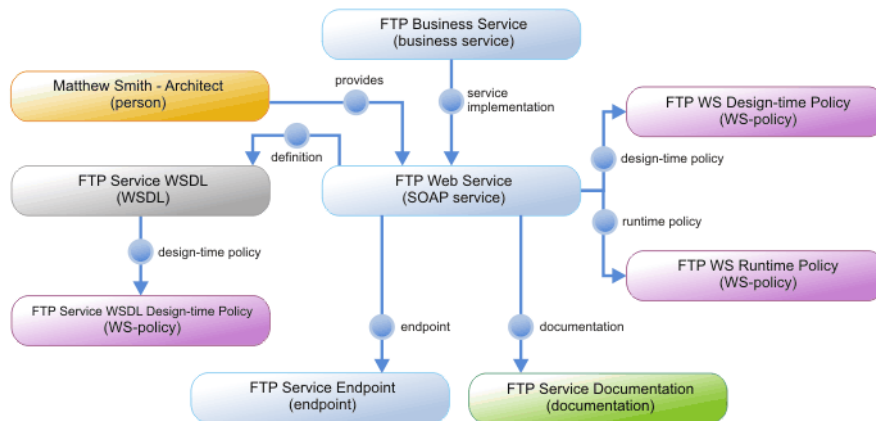 FTP Business Service
(business service)
Matthew Smith - Architect
(person)
provides
service
implementation
FTP WS Design-time Policy
(WS-policy)
definition
design-time policy
FTP Service WSDL
(WSDL)
FTP Web Service
(SOAP service)
runtime policy
design-time policy
FTP WS Runtime Policy
(WS-policy)
FTP Service WSDL Design-time Policy
(WS-policy)
endpoint
documentation
FTP Service Endpoint
(endpoint)
FTP Service Documentation
(documentation)